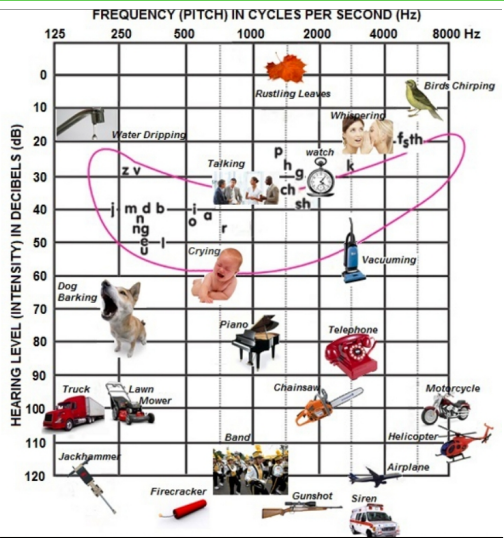 FREQUENCY (PITCH) IN CYCLES PER SECOND (Hz)
125 250 500 1000 2000 4000 8000 Hz
HEARING LEVEL (INTENSITY) IN DECIBELS (dB)
0
Rustling Leaves
Birds Chirping
10
Whispering
Water Dripping
20
f s th
p
watch
Talking
h
k
z v
g
30
ch
sh
j m d b i
40
n o a
ng r
e l
50
u
Crying
Vacuuming
60
Dog
Barking
70
Piano
Telephone
80
90
Truck
Lawn
Mower
Chainsaw
Motorcycle
100
Band
Helicopter
110
Jackhammer
Airplane
120
Firecracker
Gunshot
Siren